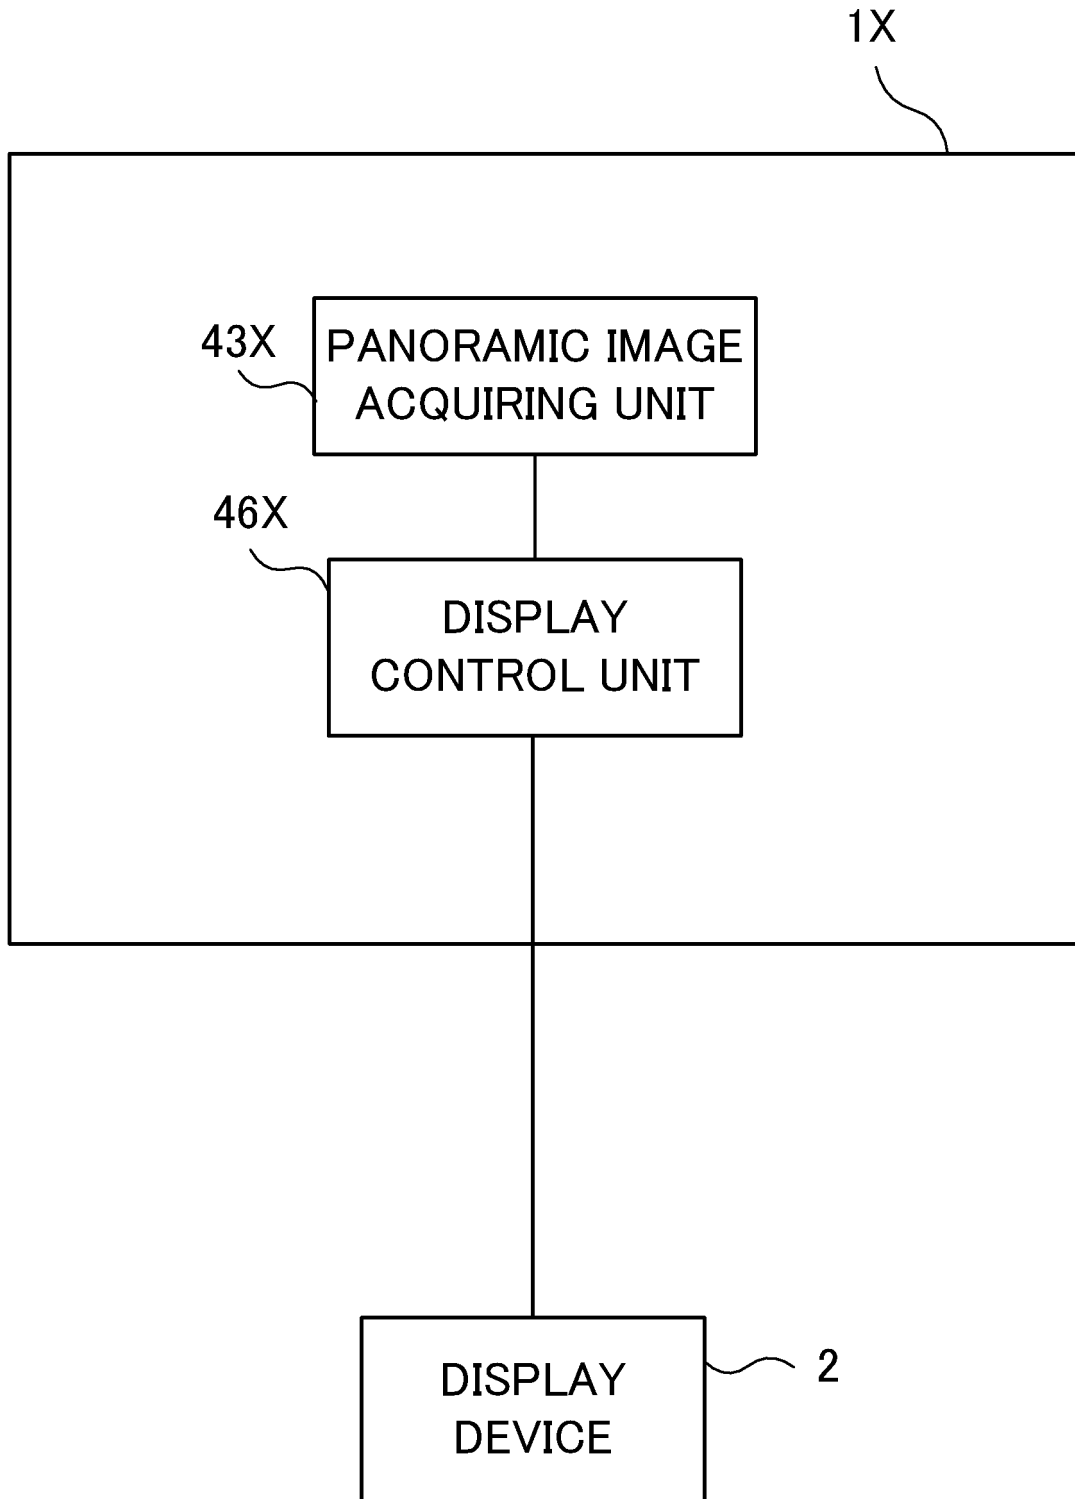 1X
43X
PANORAMIC IMAGE
ACQUIRING UNIT
46X
DISPLAY
CONTROL UNIT
DISPLAY
DEVICE
2